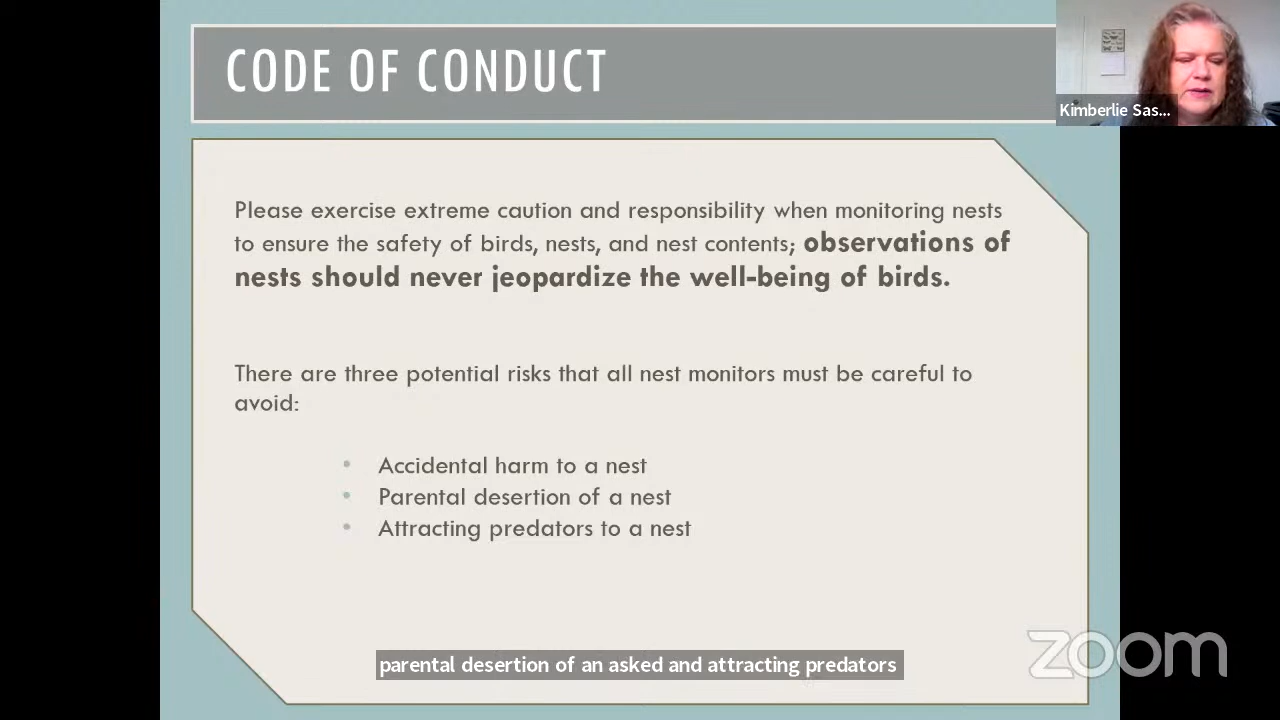 CODE OF CONDUCT
Kimberlie Sas...
Please exercise extreme caution and responsibility when monitoring nests
to ensure the safety of birds, nests, and nest contents; observations of
nests should never jeopardize the well-being of birds.
There are three potential risks that all nest monitors must be careful to
avoid:
• Accidental harm to a nest
• Parental desertion of a nest
• Attracting predators to a nest
zoom
parental desertion of an asked and attracting predators